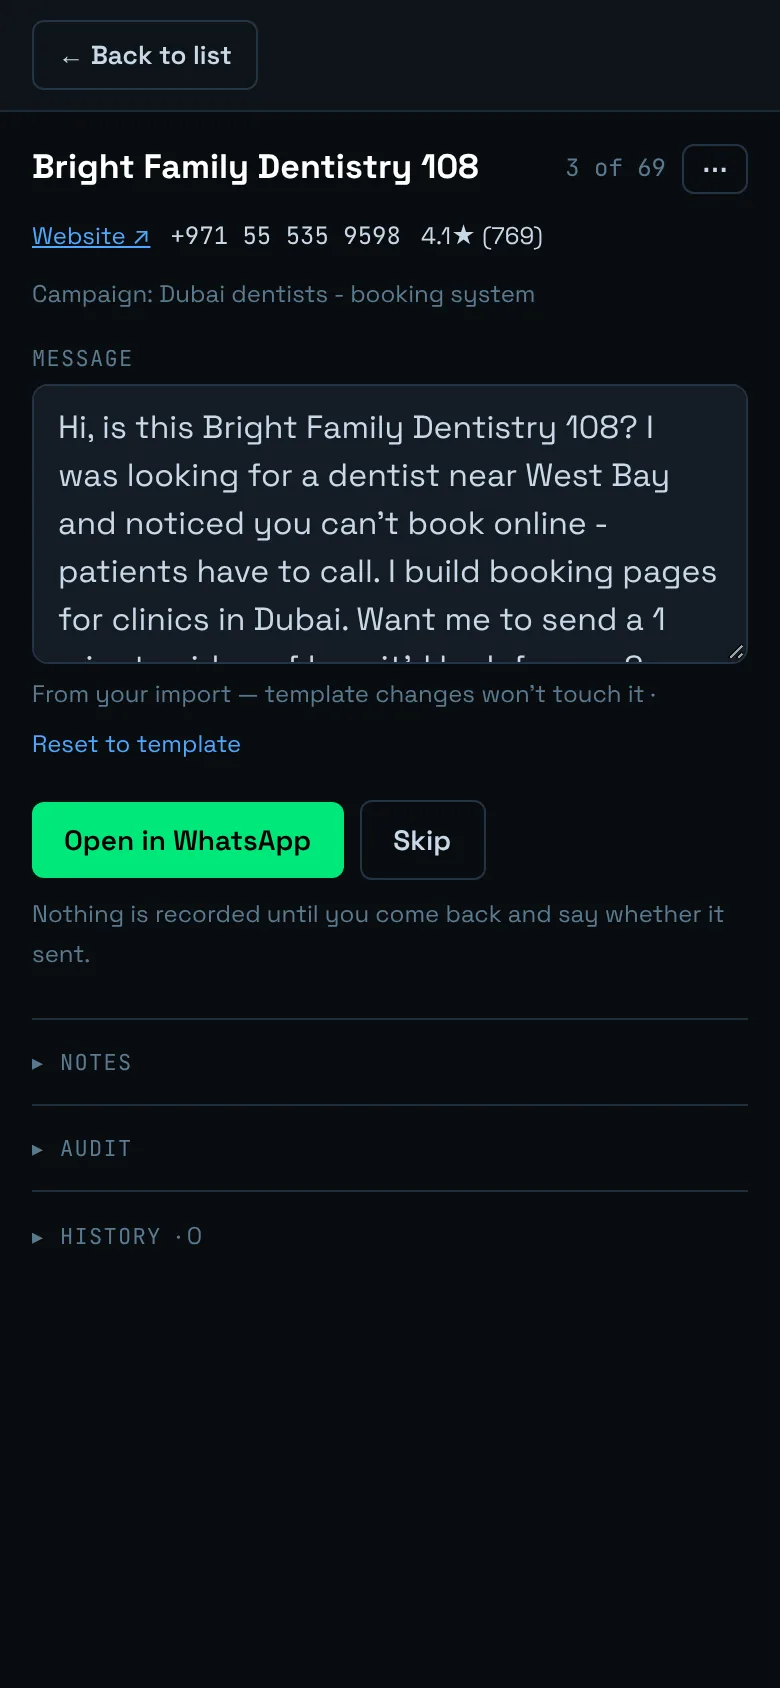 ← Back to list
Bright Family Dentistry 108
3 of 69
...
Website ↗ +971 55 535 9598 4.1★ (769)
Campaign: Dubai dentists - booking system
MESSAGE
Hi, is this Bright Family Dentistry 108? I
was looking for a dentist near West Bay
and noticed you can't book online -
patients have to call. I build booking pages
for clinics in Dubai. Want me to send a 1
From your import — template changes won't touch it ·
Reset to template
Open in WhatsApp
Skip
Nothing is recorded until you come back and say whether it
sent.
▸ NOTES
▸ AUDIT
▸ HISTORY · 0